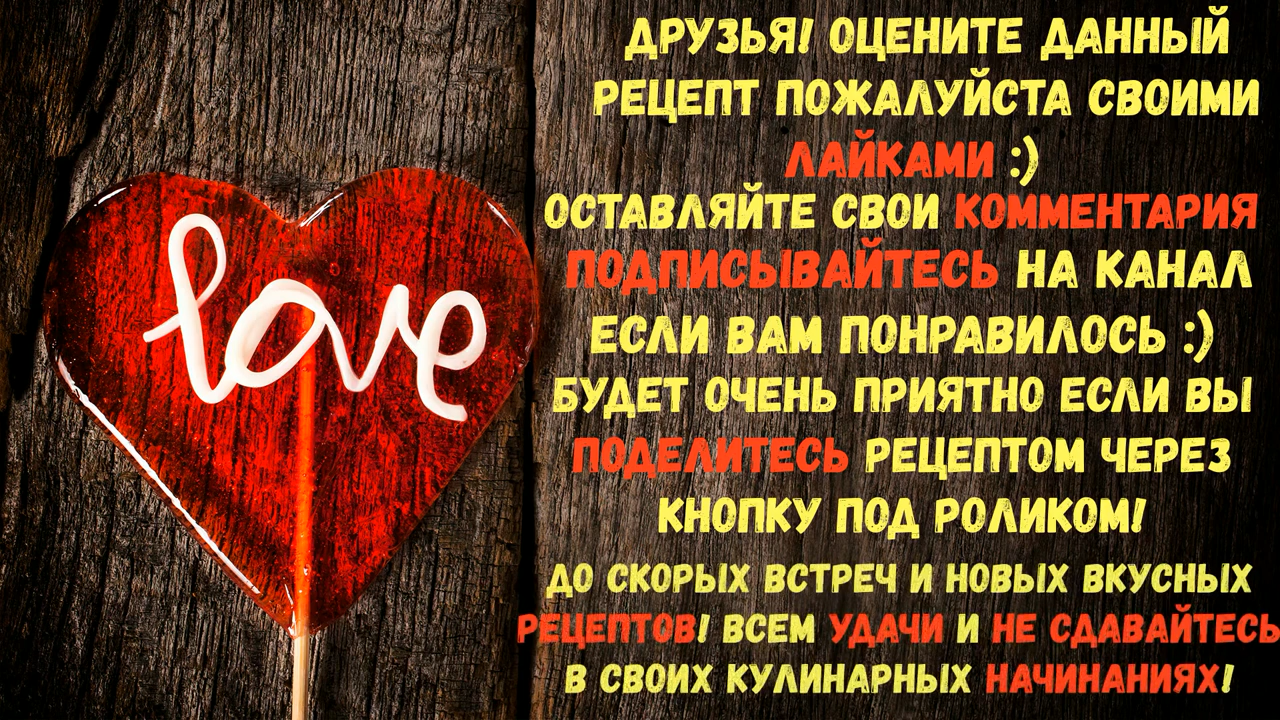 love
ДРУЗЬЯ! ОЦЕНИТЕ ДАННЫЙ
РЕЦЕПТ ПОЖАЛУЙСТА СВОИМИ
ЛАЙКАМИ :)
ОСТАВЛЯЙТЕ СВОИ КОММЕНТАРИЯ
ПОДПИСЫВАЙТЕСЬ НА КАНАЛ
ЕСЛИ ВАМ ПОНРАВИЛОСЬ :)
БУДЕТ ОЧЕНЬ ПРИЯТНО ЕСЛИ ВЫ
ПОДЕЛИТЕСЬ РЕЦЕПТОМ ЧЕРЕЗ
КНОПКУ ПОД РОЛИКОМ!
ДО СКОРЫХ ВСТРЕЧ И НОВЫХ ВКУСНЫХ
РЕЦЕПТОВ! ВСЕМ УДАЧИ И НЕ СДАВАЙТЕСЬ
В СВОИХ КУЛИНАРНЫХ НАЧИНАНИЯХ!